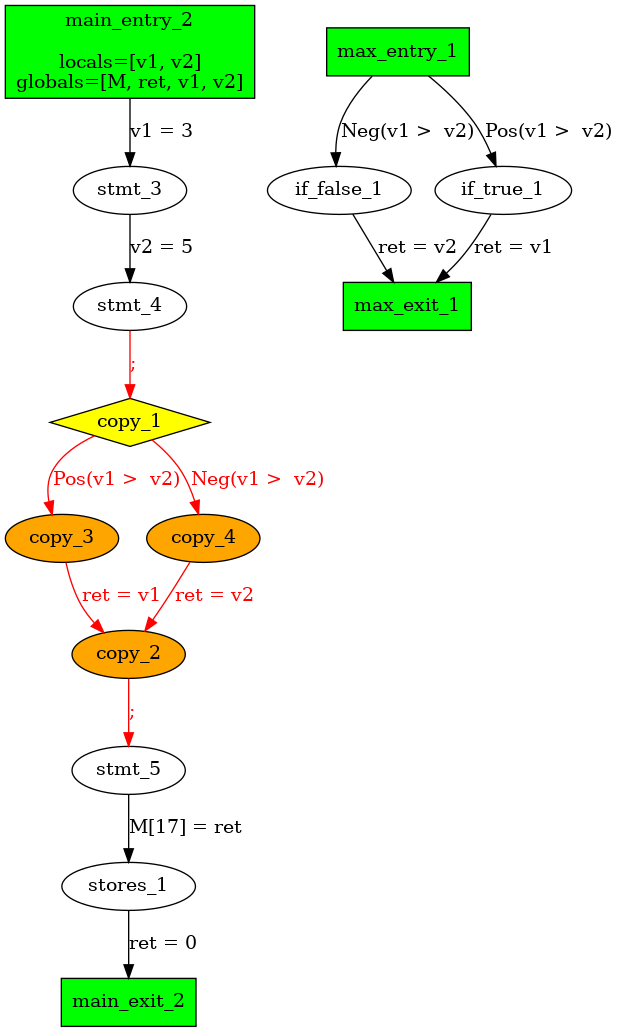 main_entry_2
locals=[v1, v2]
globals=[M, ret, v1, v2]
v1 = 3
stmt_3
v2 = 5
stmt_4
;
copy_1
Pos(v1 >  v2)
Neg(v1 >  v2)
copy_3
copy_4
ret = v1
ret = v2
copy_2
;
stmt_5
M[17] = ret
stores_1
ret = 0
main_exit_2
max_entry_1
Neg(v1 >  v2)
Pos(v1 >  v2)
if_false_1
if_true_1
ret = v2
ret = v1
max_exit_1